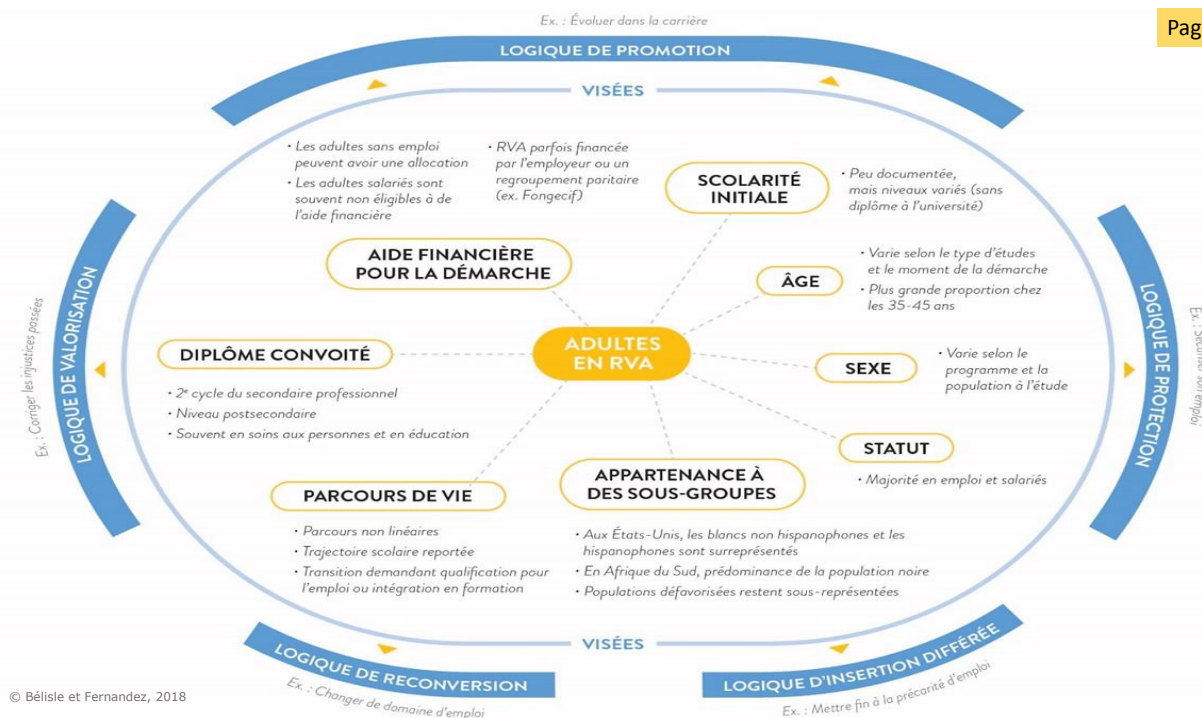 Ex. : Évoluer dans la carrière
Pag
LOGIQUE DE PROMOTION
VISÉES
• Les adultes sans emploi
peuvent avoir une allocation
• Les adultes salariés sont
souvent non éligibles à de
l'aide financière
• RVA parfois financée
par l'employeur ou un
regroupement paritaire
(ex. Fongecif)
SCOLARITÉ
INITIALE
• Peu documentée,
mais niveaux variés (sans
diplôme à l'université)
AIDE FINANCIÈRE
POUR LA DÉMARCHE
ÂGE
• Varie selon le type d'études
et le moment de la démarche
• Plus grande proportion chez
les 35-45 ans
LOGIQUE DE VALORISATION
Ex. : Corriger les injustices passées
LOGIQUE DE PROTECTION
Ex. : Sécuriser son emploi
DIPLÔME CONVOITÉ
• 2e cycle du secondaire professionnel
• Niveau postsecondaire
• Souvent en soins aux personnes et en éducation
ADULTES
EN RVA
SEXE
• Varie selon le
programme et la
population à l'étude
STATUT
• Majorité en emploi et salariés
PARCOURS DE VIE
• Parcours non linéaires
• Trajectoire scolaire reportée
• Transition demandant qualification pour
l'emploi ou intégration en formation
APPARTENANCE À
DES SOUS-GROUPES
• Aux États-Unis, les blancs non hispanophones et les
hispanophones sont surreprésentés
• En Afrique du Sud, prédominance de la population noire
• Populations défavorisées restent sous-représentées
VISÉES
LOGIQUE DE RECONVERSION
Ex. : Changer de domaine d'emploi
LOGIQUE D'INSERTION DIFFÉRÉE
Ex. : Mettre fin à la précarité d'emploi
© Bélisle et Fernandez, 2018